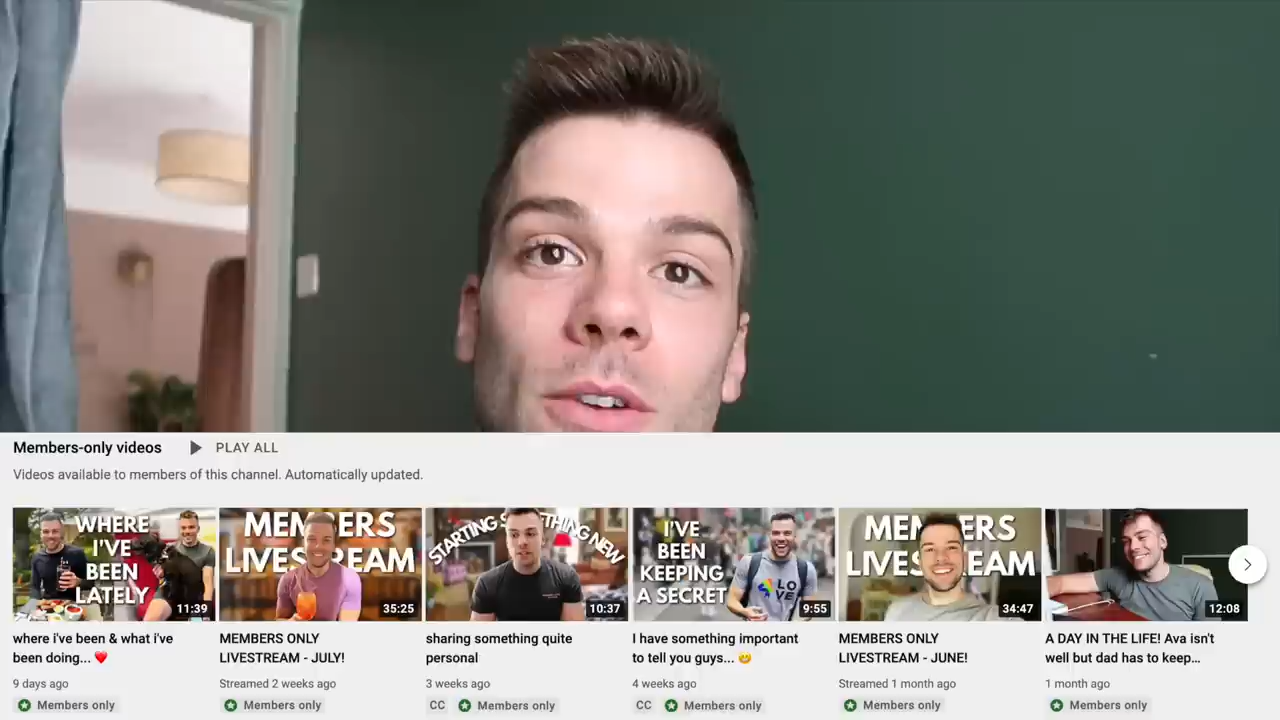 Members-only videos PLAY ALL
Videos available to members of this channel. Automatically updated.
WHERE
I'VE
BEEN
LATELY
11:39
MEMBERS
LIVESTREAM
35:25
STARTING SOMETHING NEW
10:37
I'VE
BEEN
KEEPING
A SECRET
LO
VE
9:55
MEMBERS
LIVESTREAM
34:47
12:08
where i've been & what i've
been doing... ❤️
9 days ago
Members only
MEMBERS ONLY
LIVESTREAM - JULY!
Streamed 2 weeks ago
Members only
sharing something quite
personal
3 weeks ago
CC Members only
I have something important
to tell you guys... 😀
4 weeks ago
CC Members only
MEMBERS ONLY
LIVESTREAM - JUNE!
Streamed 1 month ago
Members only
A DAY IN THE LIFE! Ava isn't
well but dad has to keep...
1 month ago
Members only